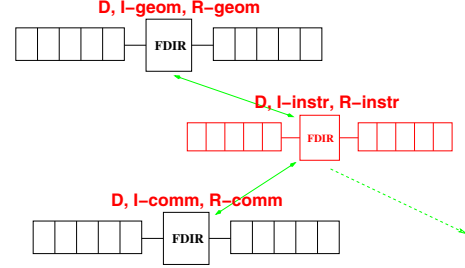 D, I−geom, R−geom
FDIR
D, I−instr, R−instr
FDIR
D, I−comm, R−comm
FDIR